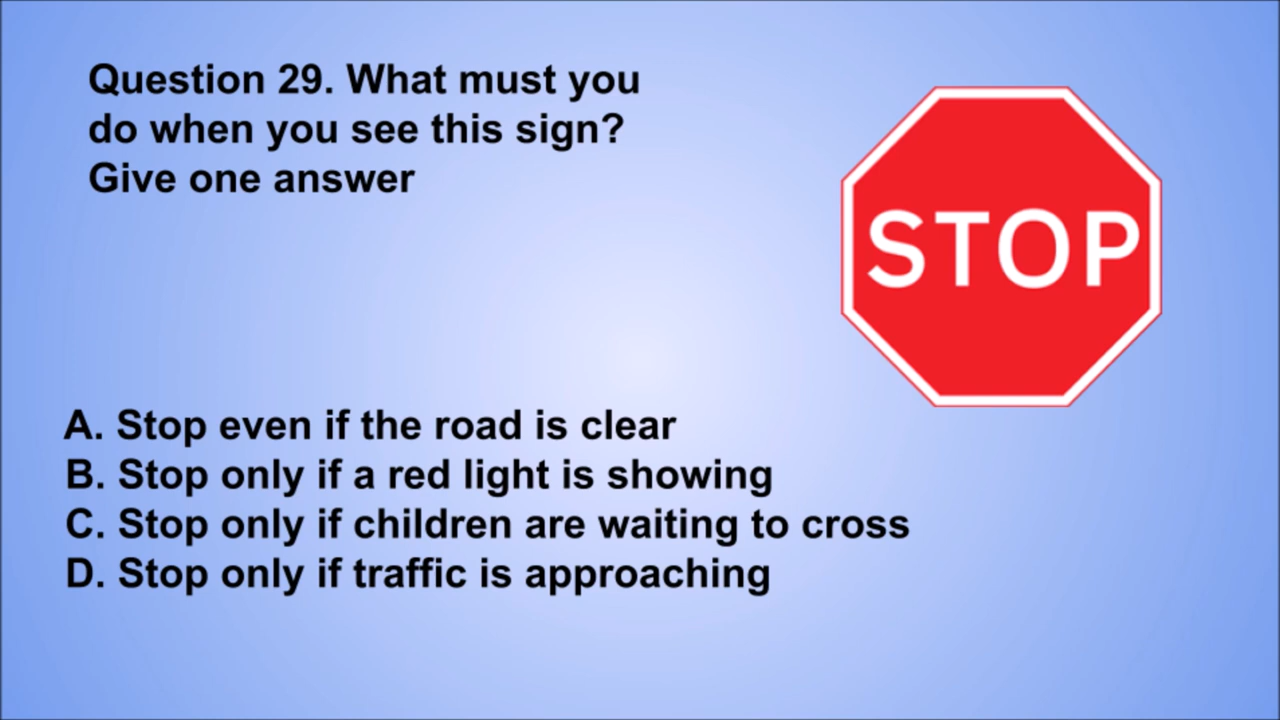 Question 29. What must you
do when you see this sign?
Give one answer
STOP
A. Stop even if the road is clear
B. Stop only if a red light is showing
C. Stop only if children are waiting to cross
D. Stop only if traffic is approaching